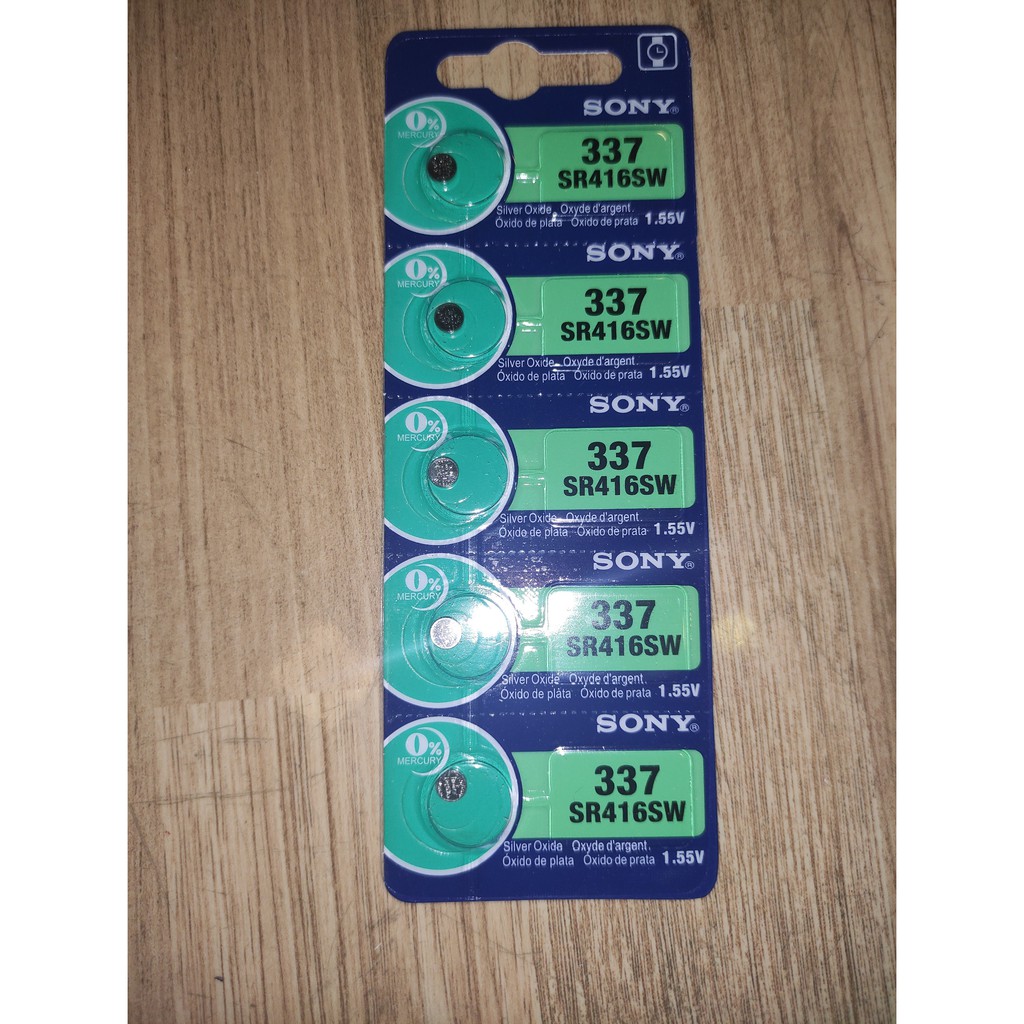 SONY®
0%
MERCURY
337
SR416SW
Silver Oxide Oxyde d'argent.
Óxido de plata Óxido de prata 1.55V
SONY®
0%
MERCURY
337
SR416SW
Silver Oxide Oxyde d'argent.
Óxido de plata Óxido de prata 1.55V
SONY®
0%
MERCURY
337
SR416SW
Silver Oxide Oxyde d'argent.
Óxido de plata Óxido de prata 1.55V
SONY®
0%
MERCURY
337
SR416SW
Silver Oxide Oxyde d'argent.
Óxido de plata Óxido de prata 1.55V
SONY®
0%
MERCURY
337
SR416SW
Silver Oxide Oxyde d'argent.
Óxido de plata Óxido de prata 1.55V